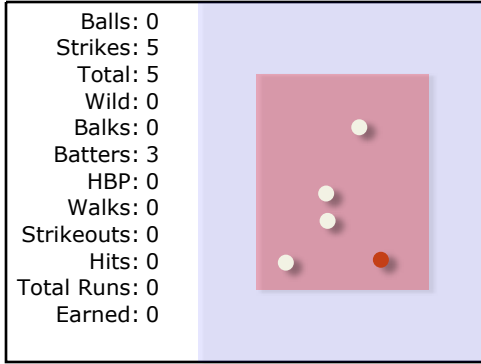 Balls: 0
Strikes: 5
Total: 5
Wild: 0
Balks: 0
Batters: 3
HBP: 0
Walks: 0
Strikeouts: 0
Hits: 0
Total Runs: 0
Earned: 0